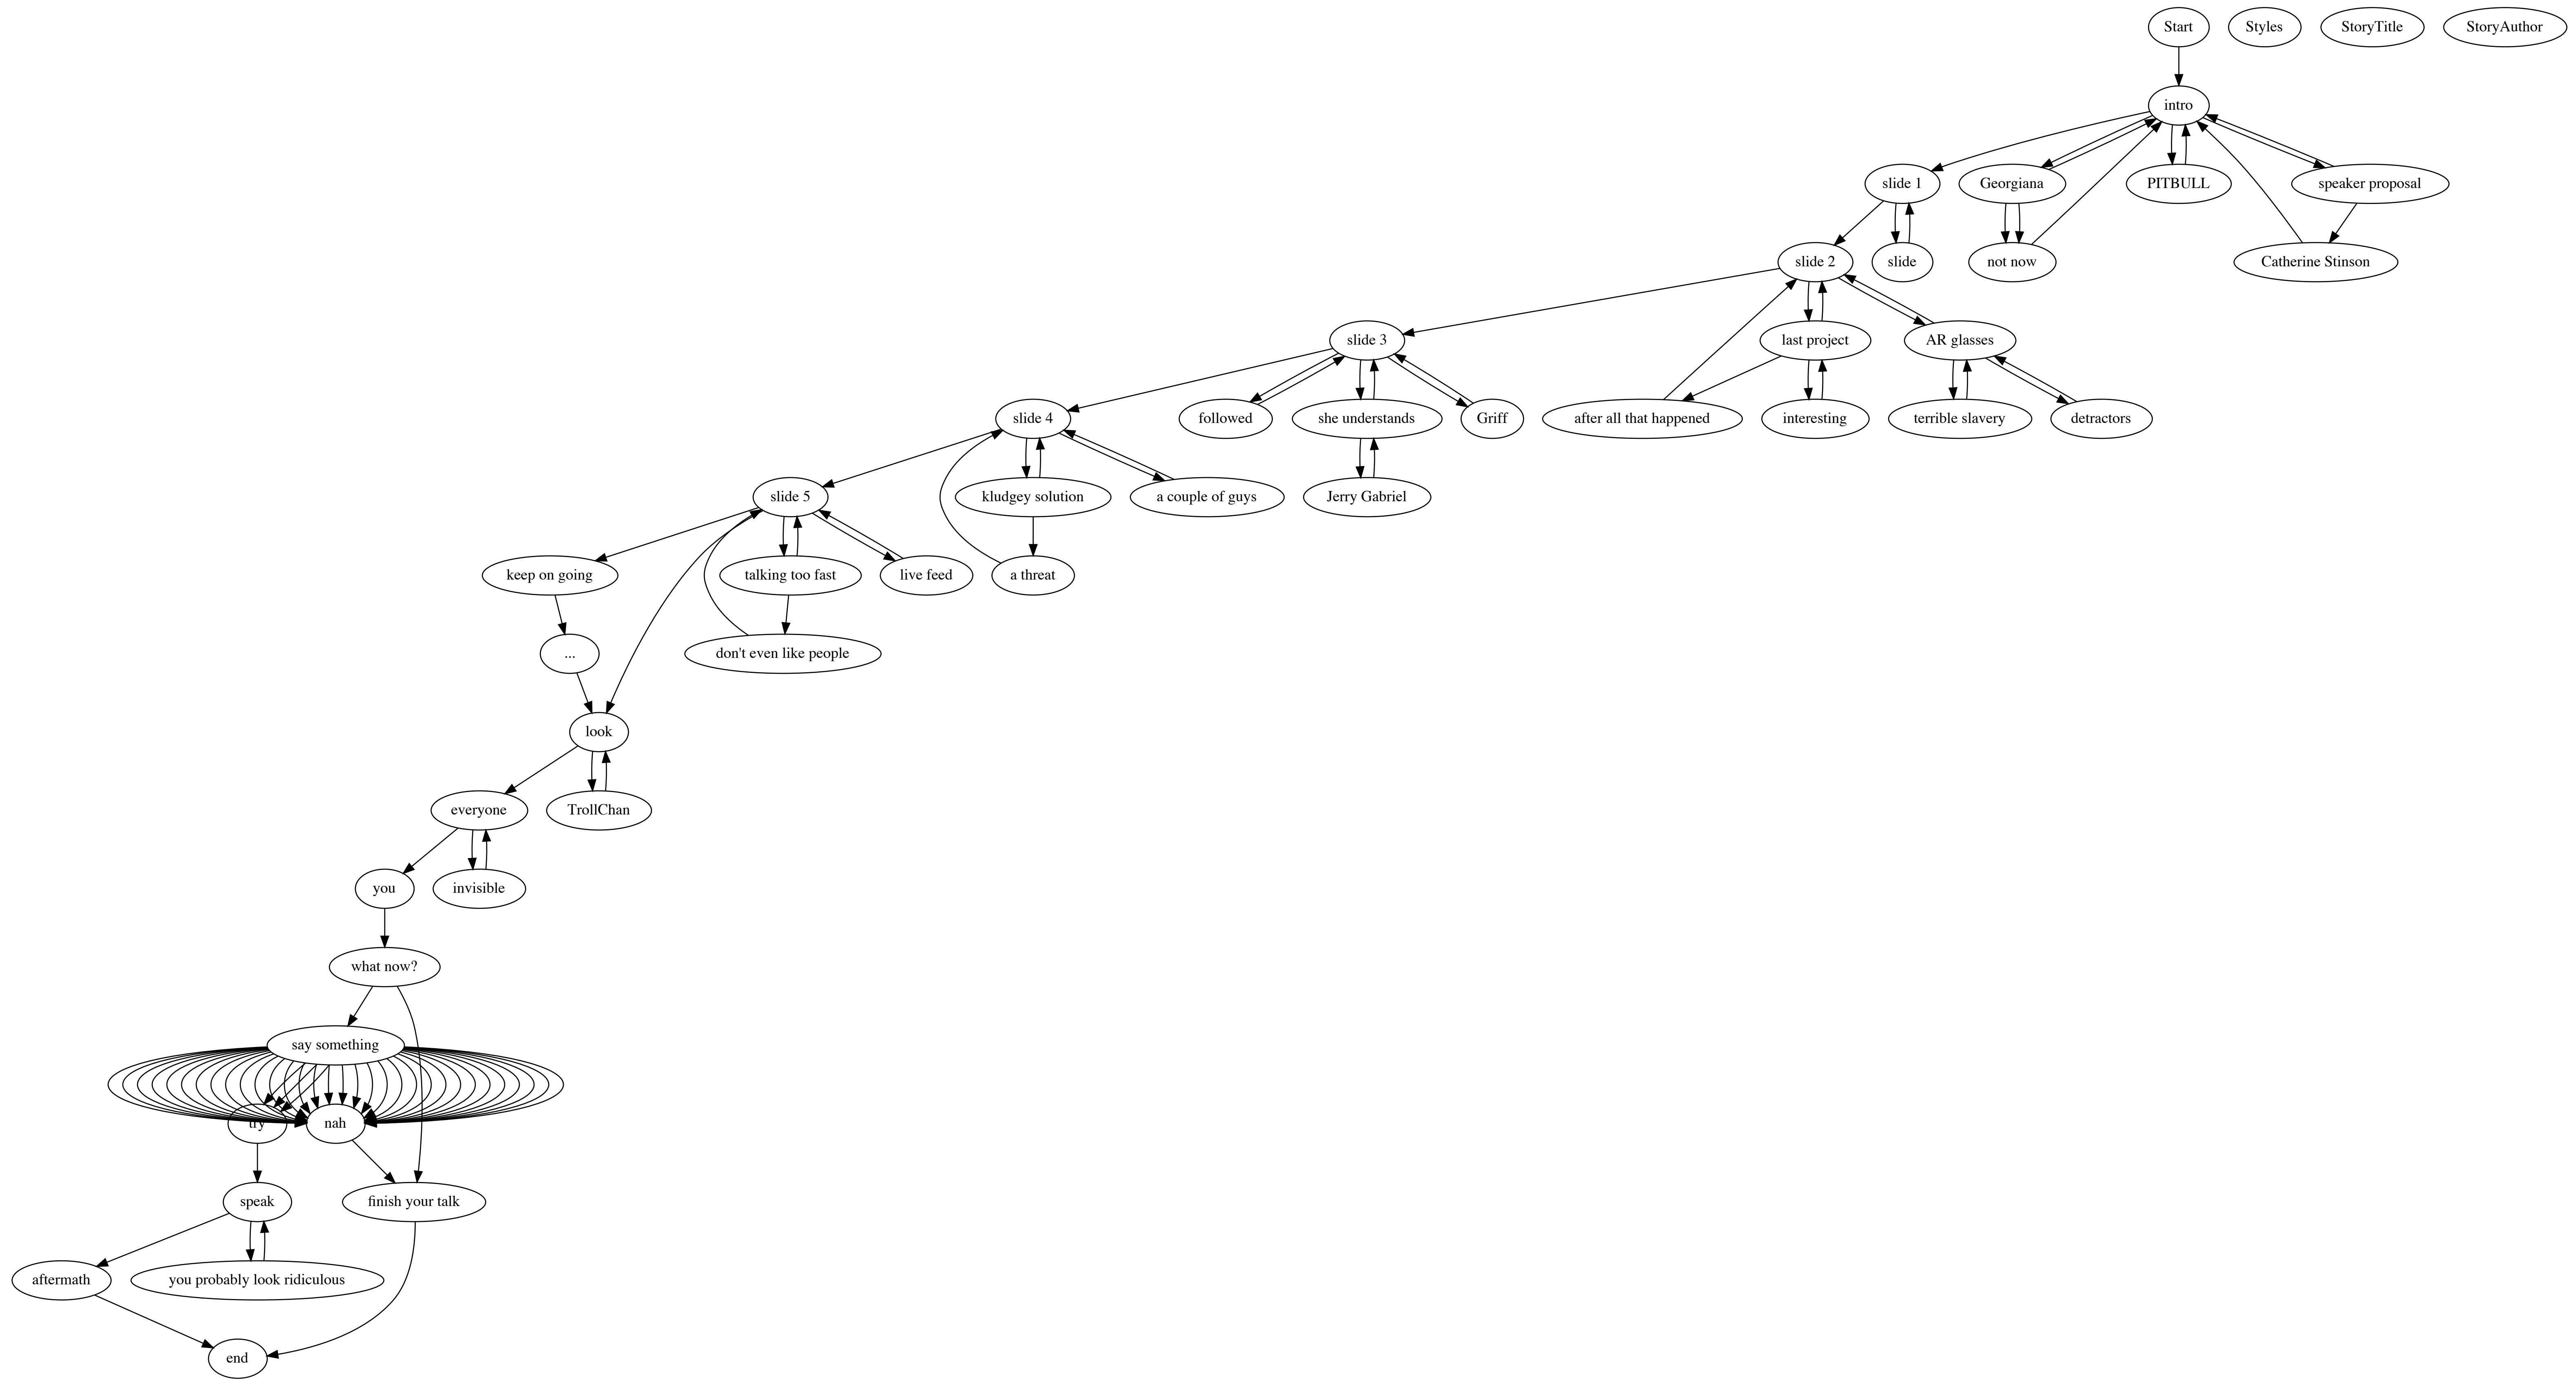 Start
Styles
StoryTitle
StoryAuthor
intro
slide 1
Georgiana
PITBULL
speaker proposal
slide 2
slide
not now
Catherine Stinson
slide 3
last project
AR glasses
slide 4
followed
she understands
Griff
after all that happened
interesting
terrible slavery
detractors
slide 5
kludgey solution
a couple of guys
Jerry Gabriel
keep on going
talking too fast
live feed
a threat
...
don't even like people
look
everyone
TrollChan
you
invisible
what now?
say something
try
nah
speak
finish your talk
aftermath
you probably look ridiculous
end